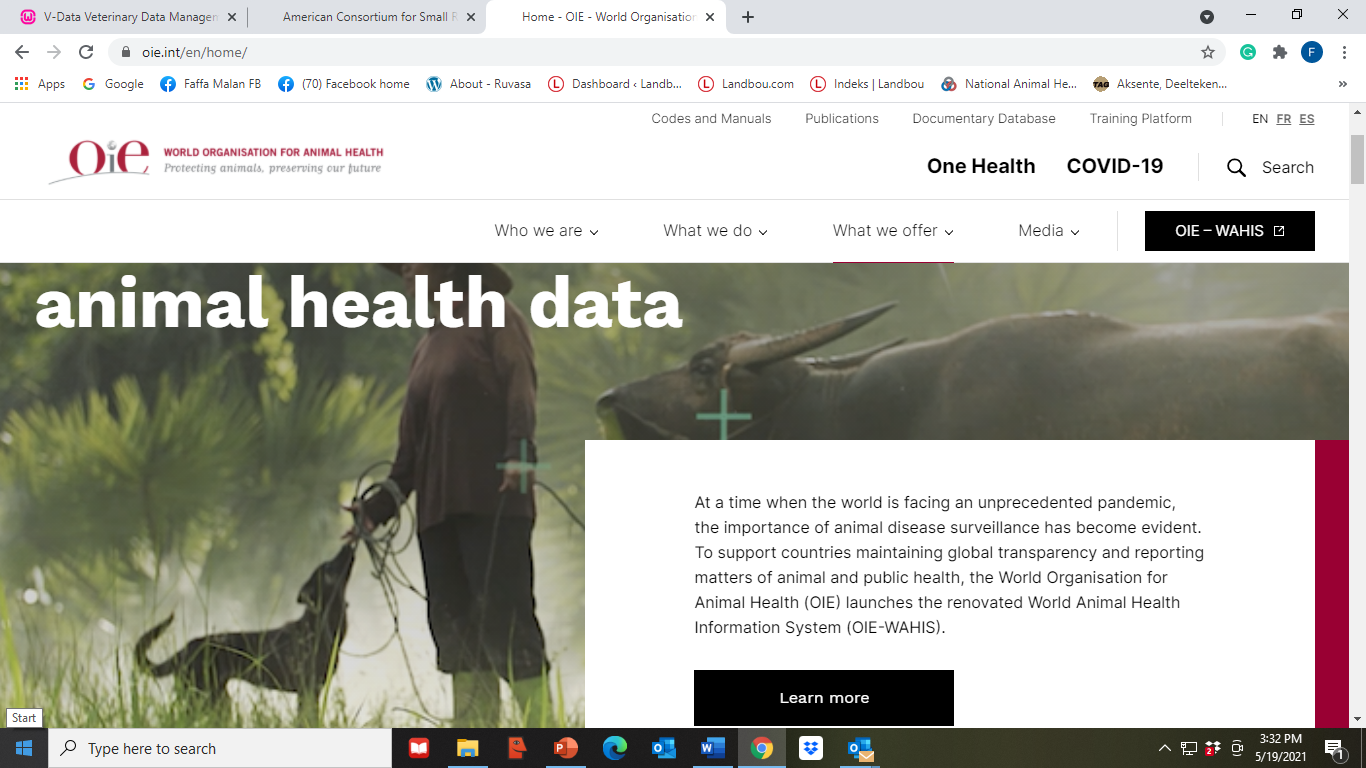 V-Data Veterinary Data Managem
American Consortium for Small R
Home - OIE - World Organisation
oie.int/en/home/
F
Apps
Google
Faffa Malan FB
(70) Facebook home
About - Ruvasa
Dashboard ‹ Landb...
Landbou.com
Indeks | Landbou
National Animal He...
Aksente, Deelteken...
Codes and Manuals
Publications
Documentary Database
Training Platform
EN FR ES
OiE
WORLD ORGANISATION FOR ANIMAL HEALTH
Protecting animals, preserving our future
One Health
COVID-19
Search
Who we are
What we do
What we offer
Media
OIE – WAHIS
animal health data
At a time when the world is facing an unprecedented pandemic,
the importance of animal disease surveillance has become evident.
To support countries maintaining global transparency and reporting
matters of animal and public health, the World Organisation for
Animal Health (OIE) launches the renovated World Animal Health
Information System (OIE-WAHIS).
Learn more
Start
Type here to search
3:32 PM
5/19/2021
1